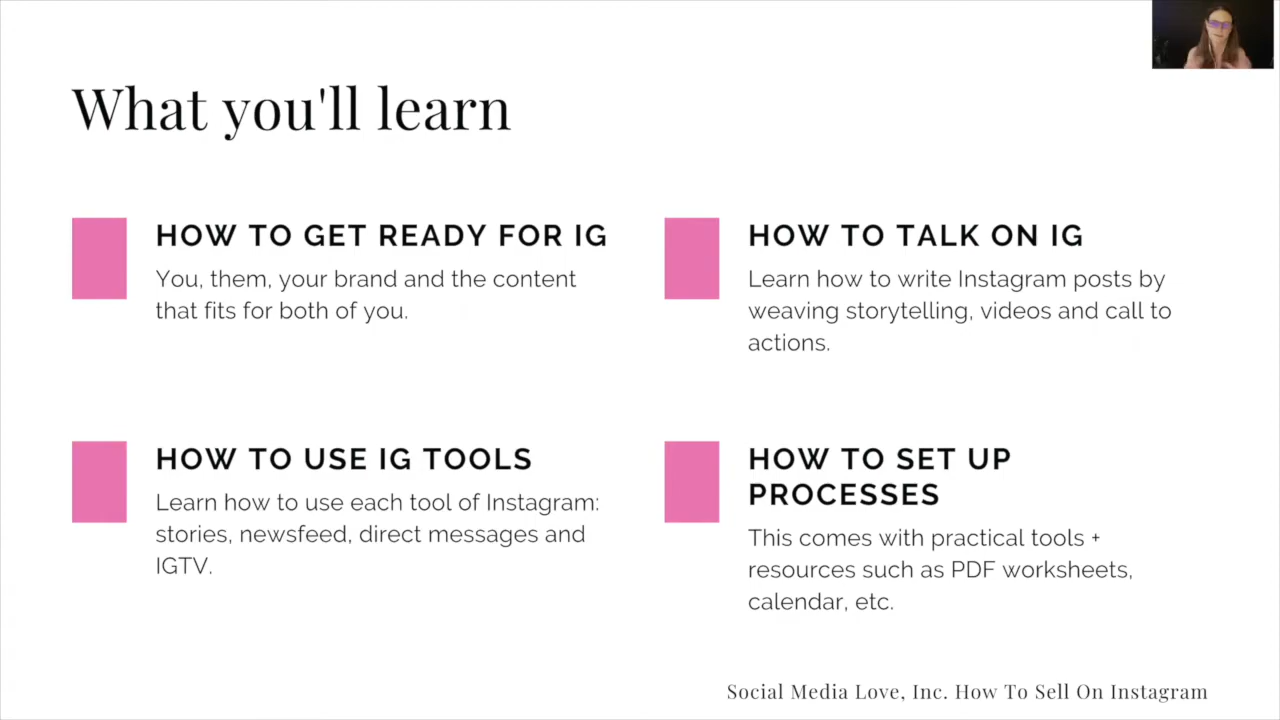 What you'll learn
HOW TO GET READY FOR IG
You, them, your brand and the content
that fits for both of you.
HOW TO TALK ON IG
Learn how to write Instagram posts by
weaving storytelling, videos and call to
actions.
HOW TO USE IG TOOLS
Learn how to use each tool of Instagram:
stories, newsfeed, direct messages and
IGTV.
HOW TO SET UP
PROCESSES
This comes with practical tools +
resources such as PDF worksheets,
calendar, etc.
Social Media Love, Inc. How To Sell On Instagram